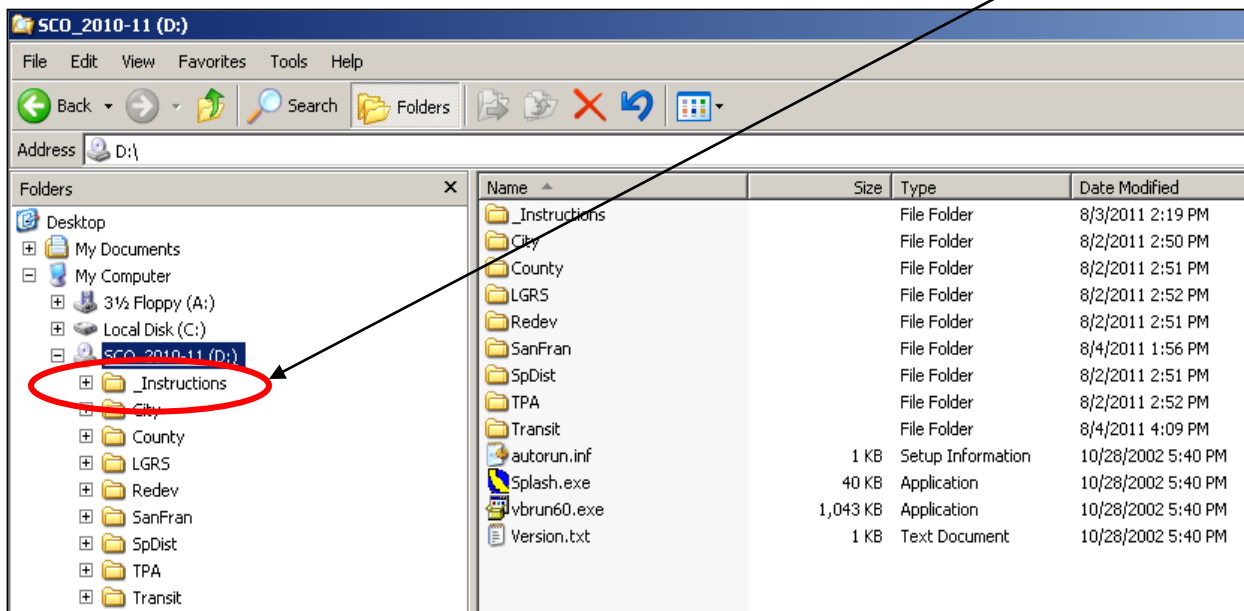 SCO_2010-11 (D:)
File Edit View Favorites Tools Help
Back Search Folders
Address D:\
Folders x
Desktop
My Documents
My Computer
3½ Floppy (A:)
Local Disk (C:)
SCO_2010-11 (D:)
_Instructions
City
County
LGRS
Redev
SanFran
SpDist
TPA
Transit
Name Size Type Date Modified
_Instructions File Folder 8/3/2011 2:19 PM
City File Folder 8/2/2011 2:50 PM
County File Folder 8/2/2011 2:51 PM
LGRS File Folder 8/2/2011 2:52 PM
Redev File Folder 8/2/2011 2:51 PM
SanFran File Folder 8/4/2011 1:56 PM
SpDist File Folder 8/2/2011 2:51 PM
TPA File Folder 8/2/2011 2:52 PM
Transit File Folder 8/4/2011 4:09 PM
autorun.inf 1 KB Setup Information 10/28/2002 5:40 PM
Splash.exe 40 KB Application 10/28/2002 5:40 PM
vbrun60.exe 1,043 KB Application 10/28/2002 5:40 PM
Version.txt 1 KB Text Document 10/28/2002 5:40 PM